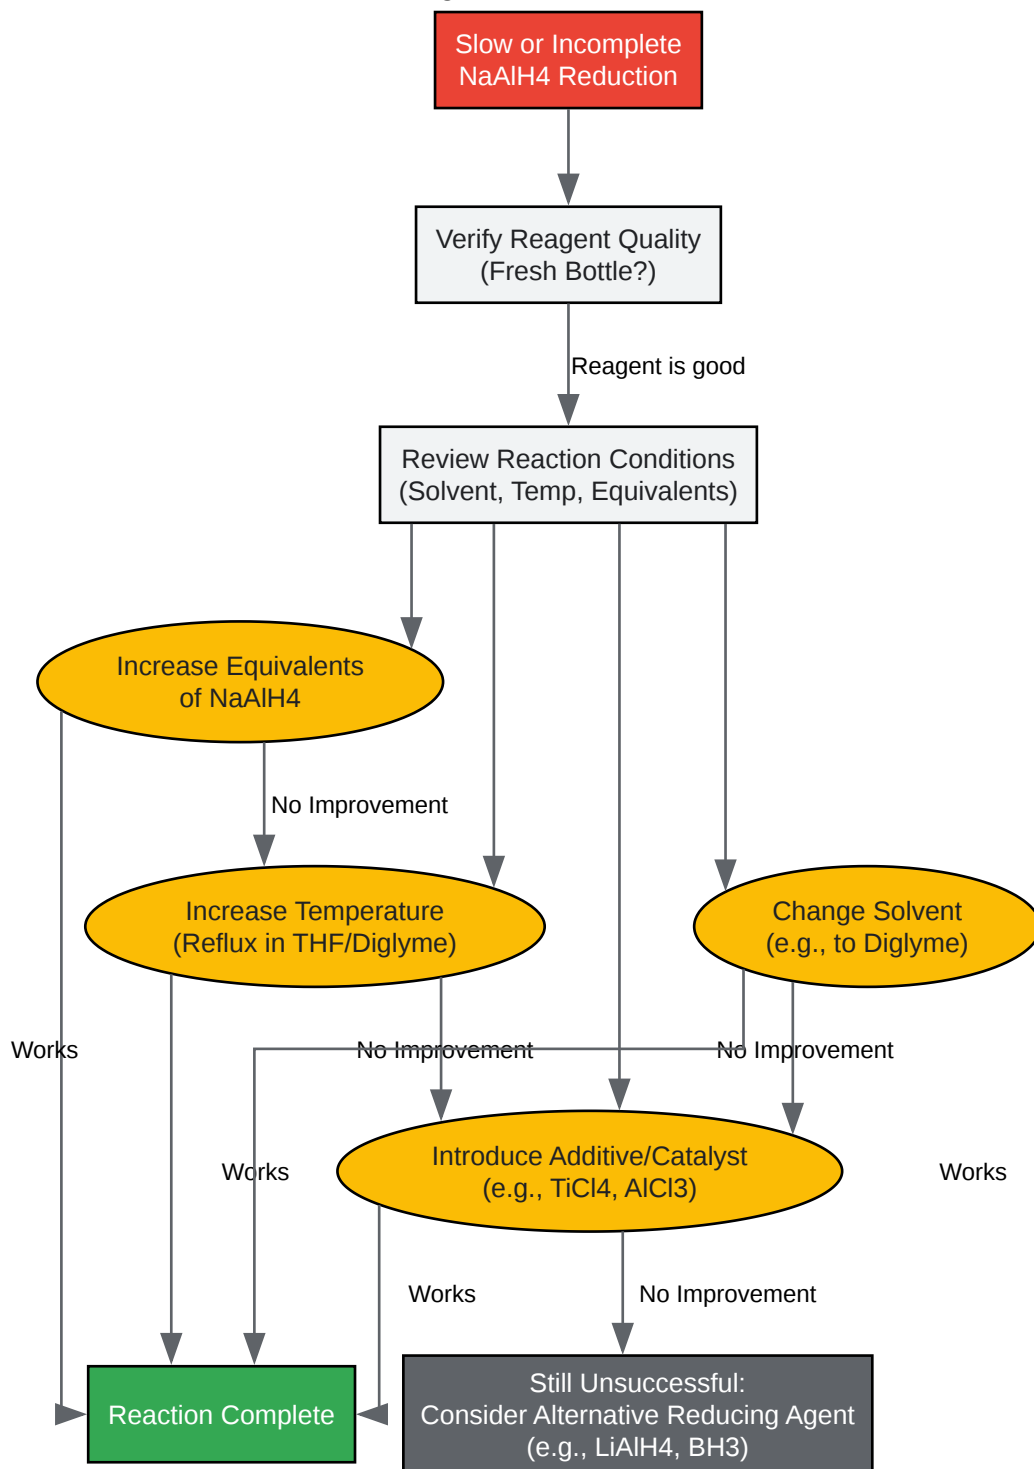 Slow or Incomplete
NaAlH4 Reduction
Verify Reagent Quality
(Fresh Bottle?)
Reagent is good
Review Reaction Conditions
(Solvent, Temp, Equivalents)
Increase Equivalents
of NaAlH4
No Improvement
Increase Temperature
(Reflux in THF/Diglyme)
Change Solvent
(e.g., to Diglyme)
Works
No Improvement
No Improvement
Introduce Additive/Catalyst
(e.g., TiCl4, AlCl3)
Works
Works
Works
No Improvement
Reaction Complete
Still Unsuccessful:
Consider Alternative Reducing Agent
(e.g., LiAlH4, BH3)